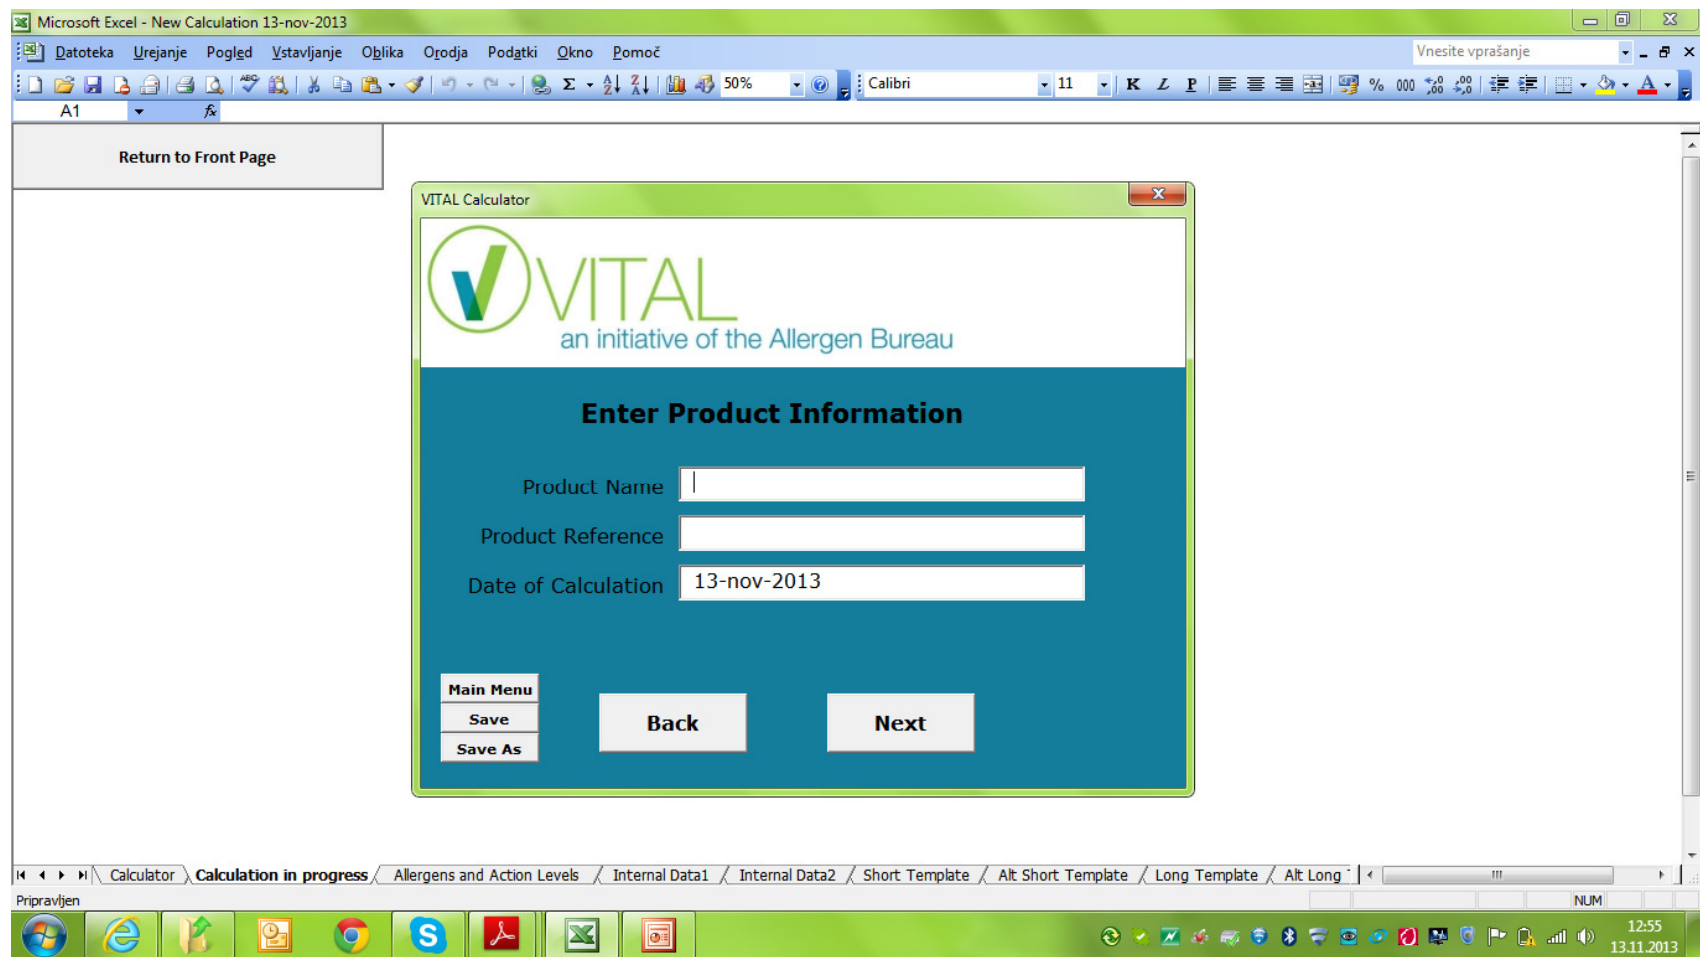 Microsoft Excel - New Calculation 13-nov-2013
Datoteka Urejanje Pogled Vstavljanje Oblika Orodja Podatki Okno Pomoč Vnesite vprašanje
50% Calibri 11 K L P % 000
A1 fx
Return to Front Page
VITAL Calculator
VITAL
an initiative of the Allergen Bureau
Enter Product Information
Product Name
Product Reference
Date of Calculation 13-nov-2013
Main Menu
Save
Save As
Back Next
Calculator Calculation in progress Allergens and Action Levels Internal Data1 Internal Data2 Short Template Alt Short Template Long Template Alt Long
Pripravljen NUM
12:55
13.11.2013